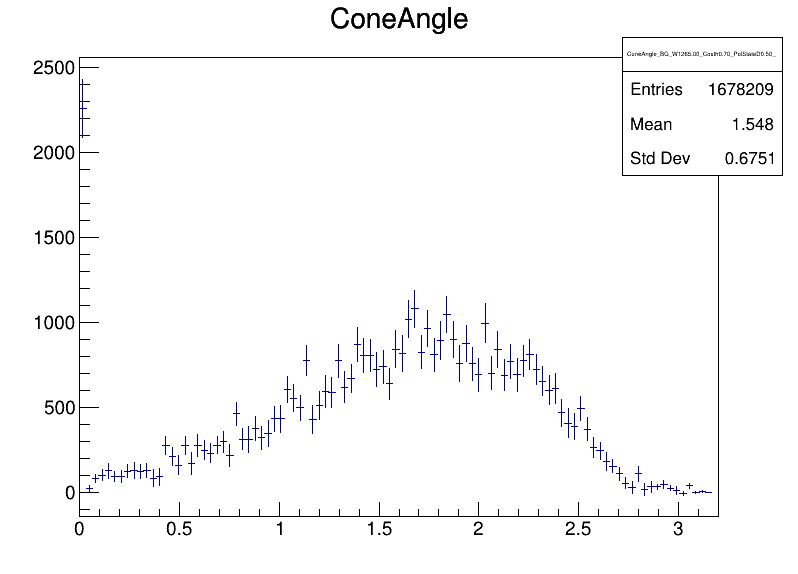 ConeAngle
ConeAngle_BG_W1265.00_Costh0.70_PolStateD0.50_
Entries 1678209
Mean 1.548
Std Dev 0.6751
2500
2000
1500
1000
500
0
0 0.5 1 1.5 2 2.5 3